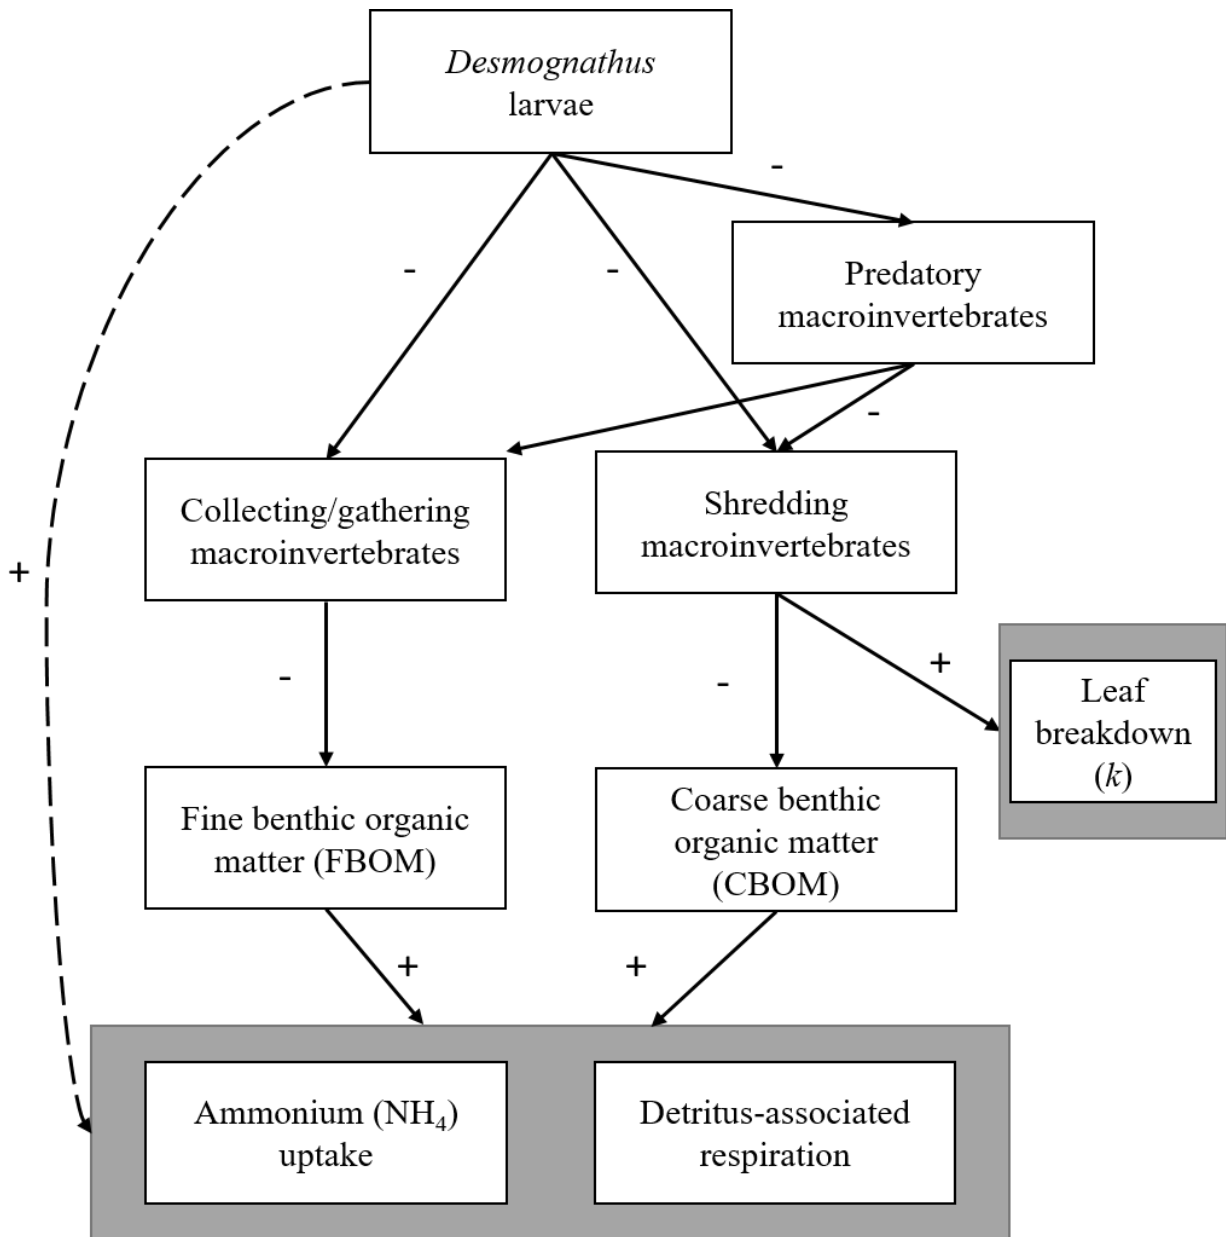 Desmognathus
larvae
-
Predatory
macroinvertebrates
-
-
-
Collecting/gathering
macroinvertebrates
Shredding
macroinvertebrates
+
-
-
+
Leaf
breakdown
(k)
Fine benthic organic
matter (FBOM)
Coarse benthic
organic matter
(CBOM)
+
+
Ammonium (NH₄)
uptake
Detritus-associated
respiration